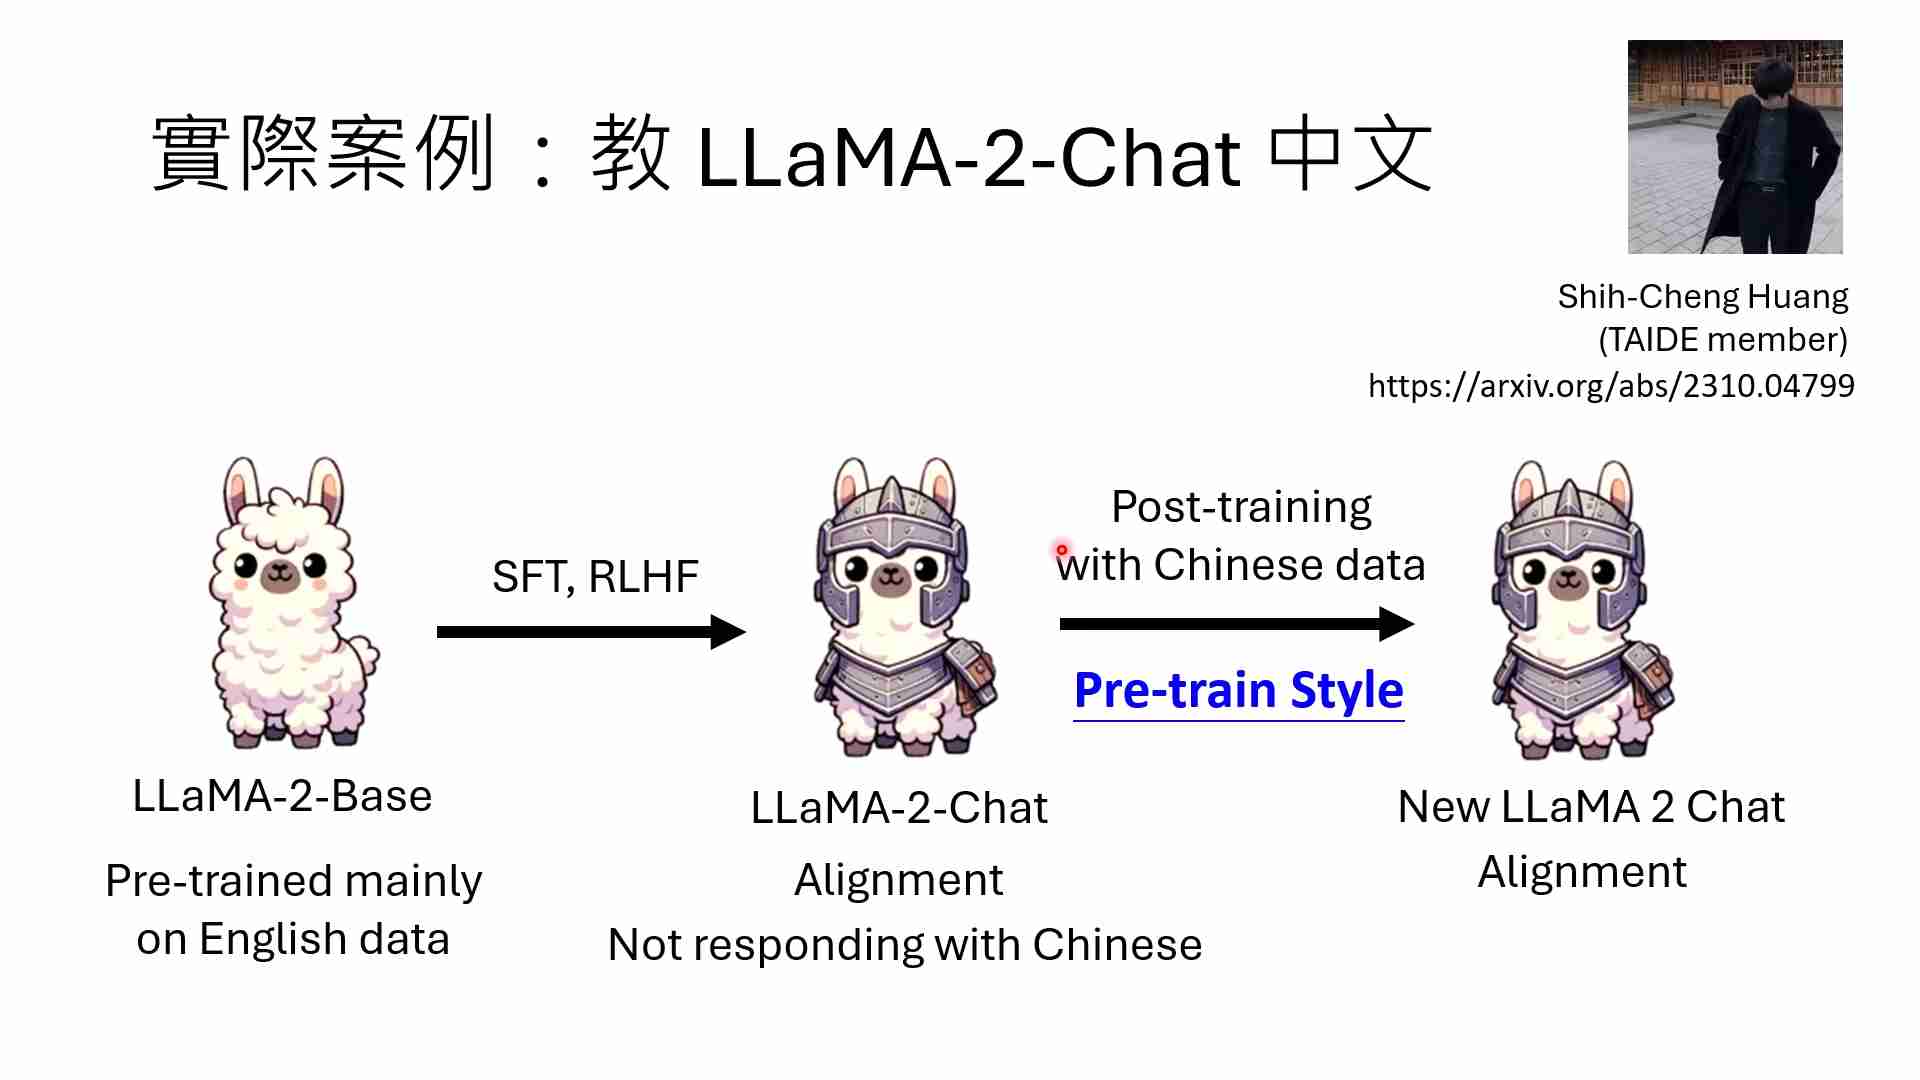 實際案例：教 LLaMA-2-Chat 中文
Shih-Cheng Huang
(TAIDE member)
https://arxiv.org/abs/2310.04799
SFT, RLHF
Post-training
with Chinese data
Pre-train Style
LLaMA-2-Base
Pre-trained mainly
on English data
LLaMA-2-Chat
Alignment
Not responding with Chinese
New LLaMA 2 Chat
Alignment